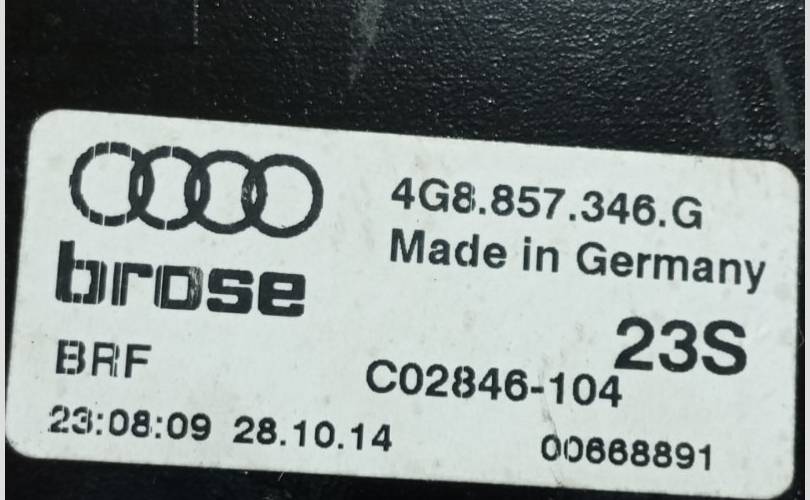 4G8.857.346.G
Made in Germany
brose
23S
BRF
C02846-104
23:08:09 28.10.14
00668891